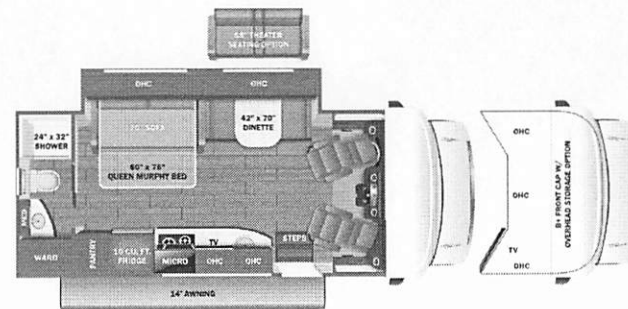 THEATER
SEATING OPTION
OHC
OHC
SOFA
42" x 70"
DINETTE
24" x 32"
SHOWER
60" x 76"
QUEEN MURPHY BED
MED
WARD
PANTRY
10 CU. FT.
FRIDGE
TV
MICRO
OHC
OHC
STEPS
14' AWNING
OHC
OHC
TV
OHC
B+ FRONT CAP W/
OVERHEAD STORAGE OPTION